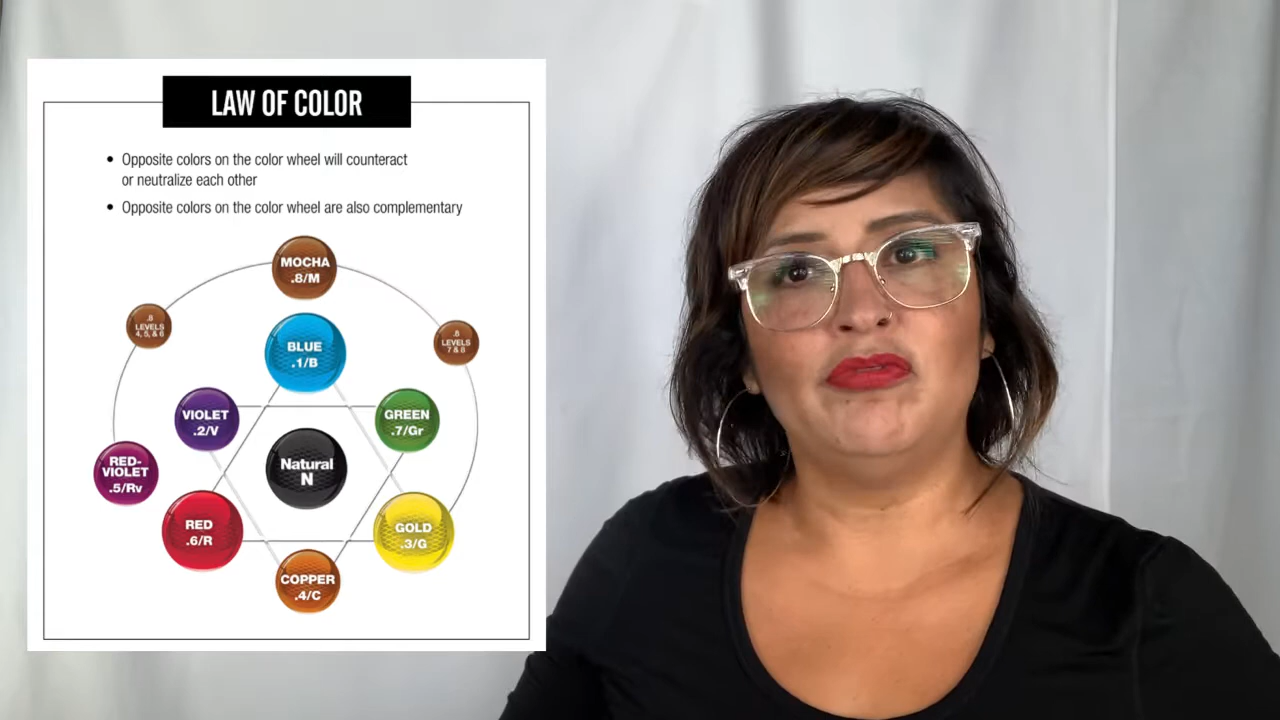 LAW OF COLOR
• Opposite colors on the color wheel will counteract
or neutralize each other
• Opposite colors on the color wheel are also complementary
MOCHA
.8/M
.8
LEVELS
4, 5, & 6
.8
LEVELS
7 & 8
BLUE
.1/B
VIOLET
.2/V
GREEN
.7/Gr
RED-
VIOLET
.5/Rv
Natural
N
RED
.6/R
GOLD
.3/G
COPPER
.4/C